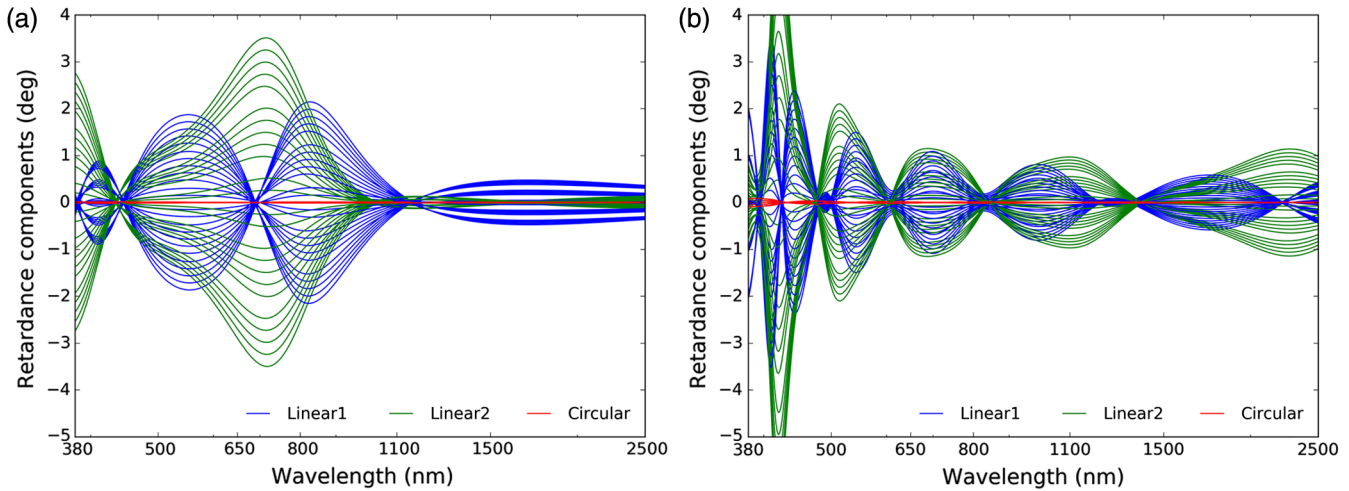 (a)
4
3
2
1
0
−1
−2
−3
−4
−5
Retardance components (deg)
Linear1 Linear2 Circular
380 500 650 800 1100 1500 2500
Wavelength (nm)
(b)
4
3
2
1
0
−1
−2
−3
−4
−5
Retardance components (deg)
Linear1 Linear2 Circular
380 500 650 800 1100 1500 2500
Wavelength (nm)